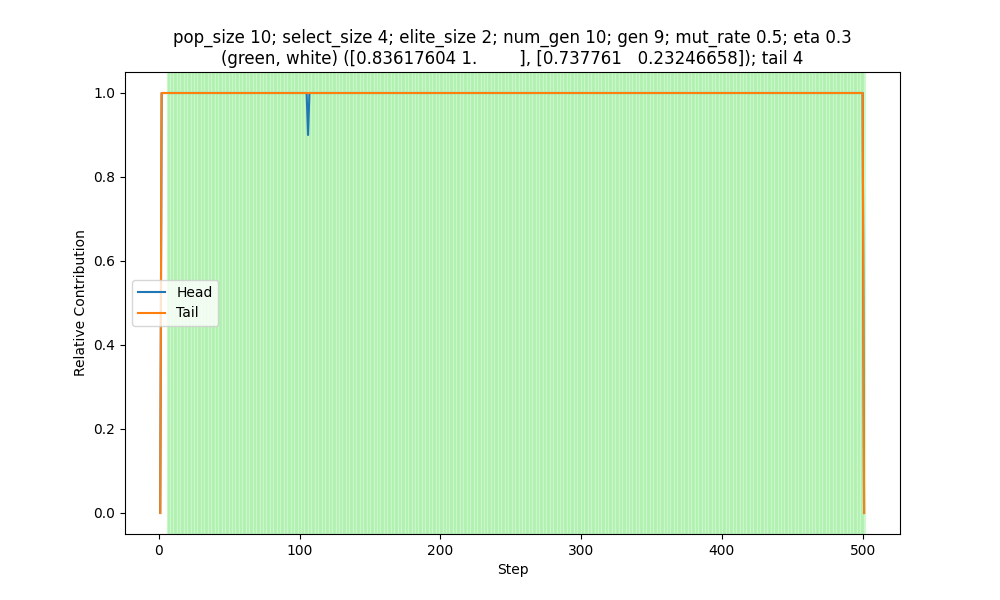 pop_size 10; select_size 4; elite_size 2; num_gen 10; gen 9; mut_rate 0.5; eta 0.3
(green, white) ([0.83617604 1.         ], [0.737761   0.23246658]); tail 4
1.0
0.8
0.6
0.4
0.2
0.0
Relative Contribution
Head
Tail
0
100
200
300
400
500
Step